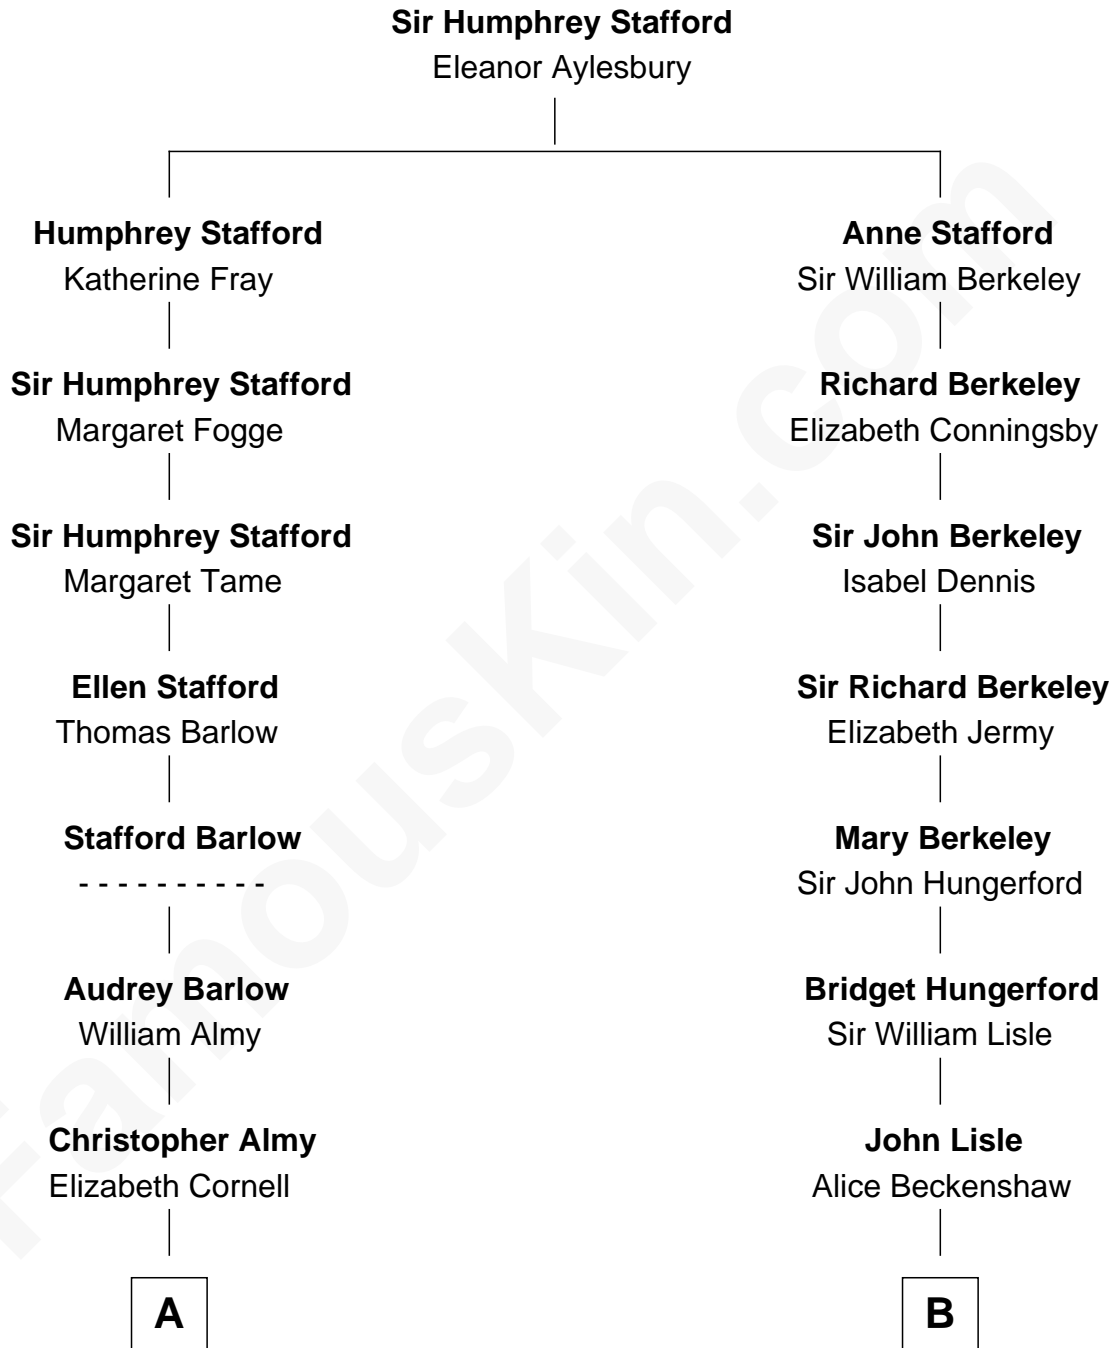 Sir Humphrey Stafford
Eleanor Aylesbury
Humphrey Stafford
Katherine Fray
Sir Humphrey Stafford
Margaret Fogge
Sir Humphrey Stafford
Margaret Tame
Ellen Stafford
Thomas Barlow
Stafford Barlow
- - - - - - - - - -
Audrey Barlow
William Almy
Christopher Almy
Elizabeth Cornell
A
Anne Stafford
Sir William Berkeley
Richard Berkeley
Elizabeth Conningsby
Sir John Berkeley
Isabel Dennis
Sir Richard Berkeley
Elizabeth Jermy
Mary Berkeley
Sir John Hungerford
Bridget Hungerford
Sir William Lisle
John Lisle
Alice Beckenshaw
B
FamousKin.com